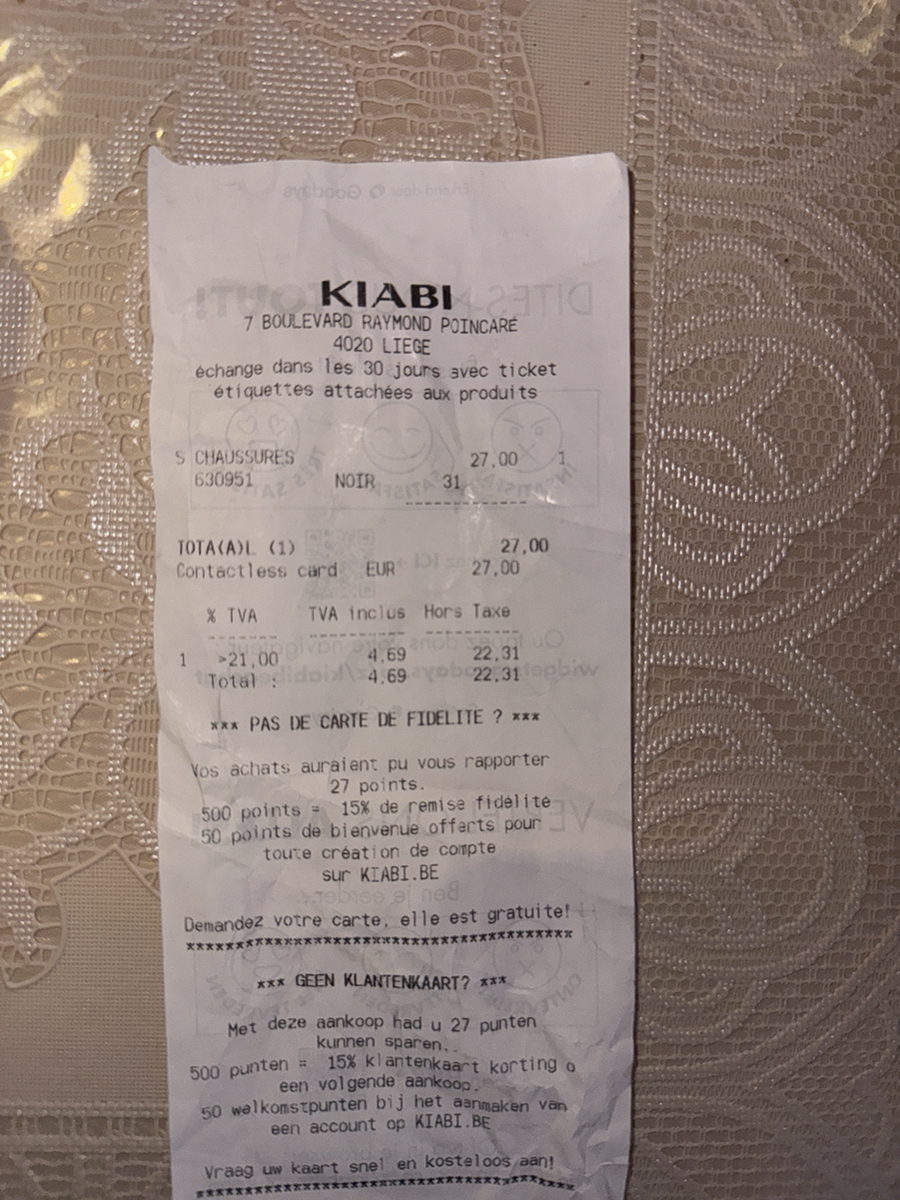 KIABI
7 BOULEVARD RAYMOND POINCARÉ
4020 LIEGE
échange dans les 30 jours avec ticket
étiquettes attachées aux produits
S CHAUSSURES 27,00 1
630951 NOIR 31
TOTA(A)L (1) 27,00
Contactless card EUR 27,00
% TVA TVA inclus Hors Taxe
1 >21,00 4,69 22,31
Total : 4,69 22,31
*** PAS DE CARTE DE FIDELITE ? ***
Vos achats auraient pu vous rapporter
27 points.
500 points = 15% de remise fidélité
50 points de bienvenue offerts pour
toute création de compte
sur KIABI.BE
Demandez votre carte, elle est gratuite!
***************************************
*** GEEN KLANTENKAART? ***
Met deze aankoop had u 27 punten
kunnen sparen..
500 punten = 15% klantenkaart korting o
een volgende aankoop.
50 welkomstpunten bij het aanmaken van
een account op KIABI.BE
Vraag uw kaart snel en kosteloos aan!
***************************************